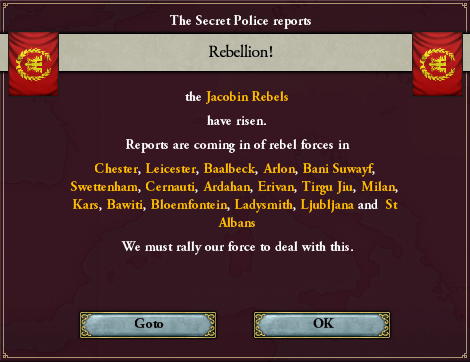 The Secret Police reports
Rebellion!
the Jacobin Rebels
have risen.
Reports are coming in of rebel forces in
Chester, Leicester, Baalbeck, Arlon, Bani Suwayf,
Swettenham, Cernauti, Ardahan, Erivan, Tirgu Jiu, Milan,
Kars, Bawiti, Bloemfontein, Ladysmith, Ljubljana and St
Albans
We must rally our force to deal with this.
Goto
OK